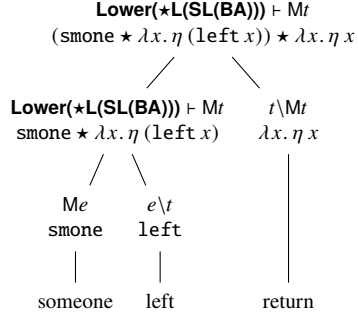 Lower(⋆L(SL(BA))) ⊢ Mt
(smone ⋆ λx. η (left x)) ⋆ λx. η x
Lower(⋆L(SL(BA))) ⊢ Mt t\Mt
smone ⋆ λx. η (left x) λx. η x
Me e\t
smone left
someone left return